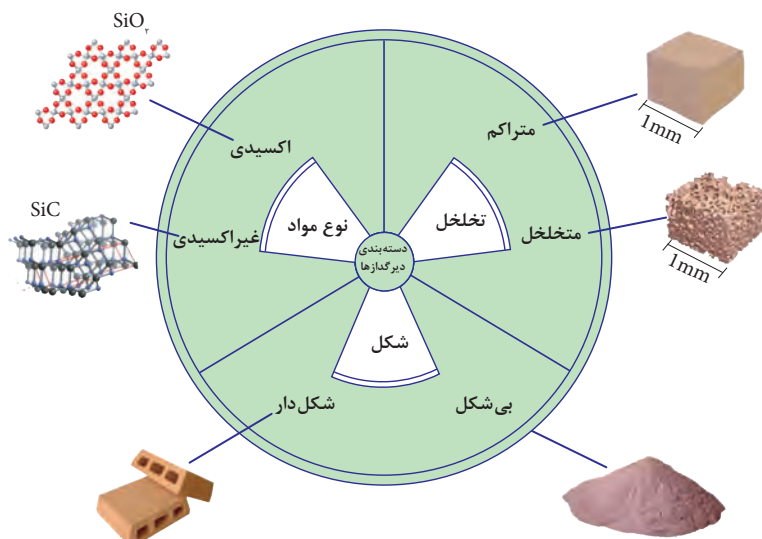 SiO۲
متراکم
1mm
اکسیدی
نوع مواد
تخلخل
SiC
غیراکسیدی
متخلخل
1mm
دسته‌بندی
دیرگدازها
شکل
شکل‌دار
بی‌شکل